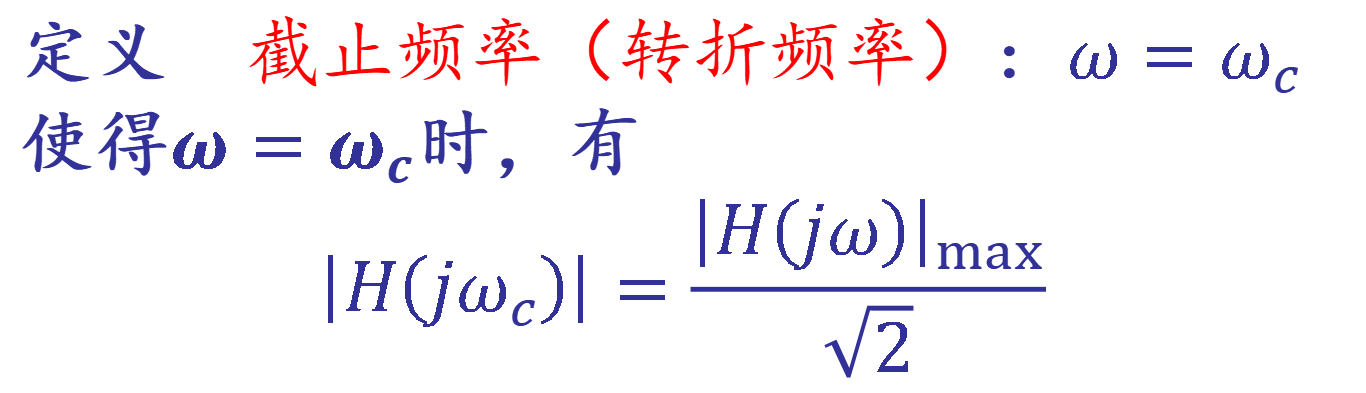 定义 截止频率（转折频率）：ω = ω_c
使得ω = ω_c时，有
|H(jω_c)| = |H(jω)|_max / √2